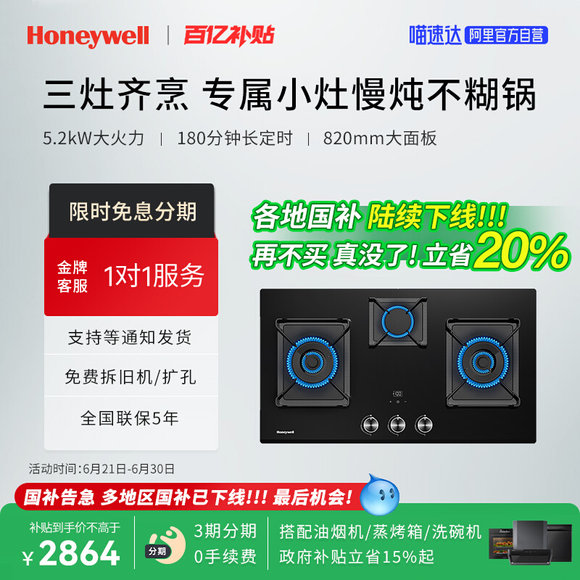 Honeywell 百亿补贴 喵速达 阿里官方自营
三灶齐烹 专属小灶慢炖不糊锅
5.2kW大火力 | 180分钟长定时 | 820mm大面板
限时免息分期
金牌客服 1对1服务
支持等通知发货
免费拆旧机/扩孔
全国联保5年
各地国补 陆续下线!!!
再不买 真没了! 立省20%
Honeywell
活动时间:6月21日-6月30日
国补告急 多地区国补已下线!!! 最后机会!
补贴到手价不高于
¥2864
分期
3期分期
0手续费
搭配油烟机/蒸烤箱/洗碗机
政府补贴立省15%起